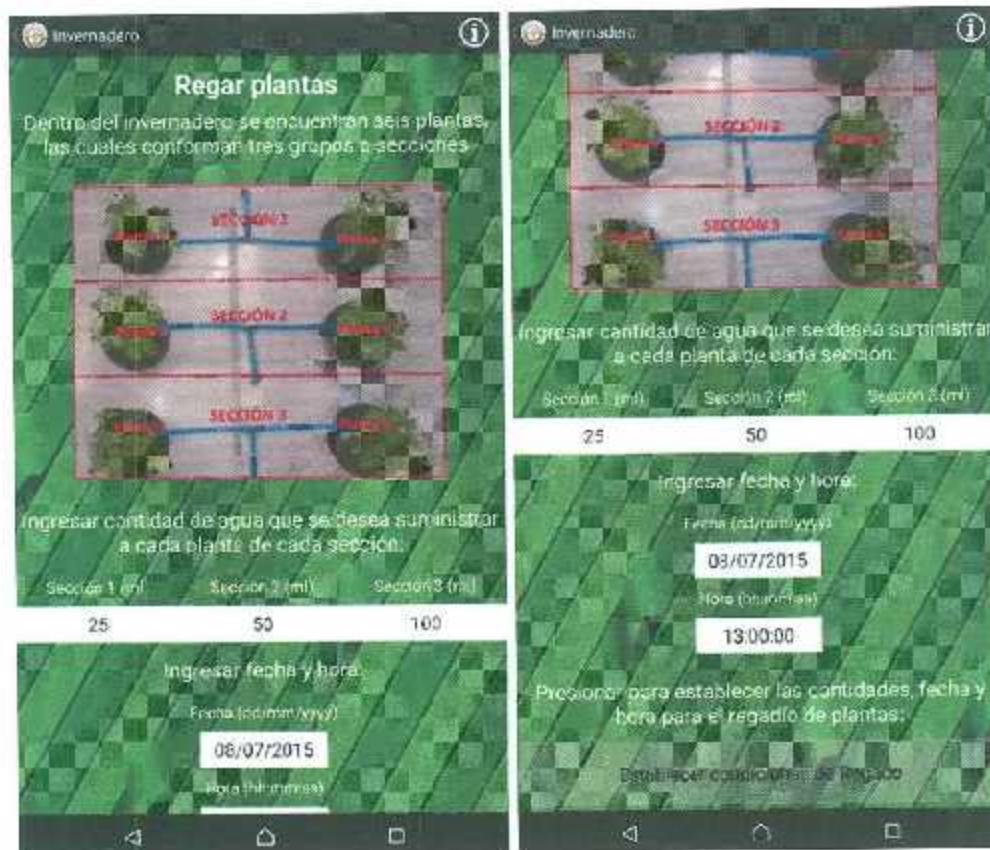 Invernadero
Regar plantas
Dentro del invernadero se encuentran seis plantas,
las cuales conforman tres grupos o secciones
SECCIÓN 1
SECCIÓN 2
SECCIÓN 3
Ingresar cantidad de agua que se desea suministrar
a cada planta de cada sección:
Sección 1 (ml) Sección 2 (ml) Sección 3 (ml)
25 50 100
Ingresar fecha y hora:
Fecha (dd/mm/yyyy)
08/07/2015
Hora (hh:mm:ss)
Invernadero
SECCIÓN 2
SECCIÓN 3
Ingresar cantidad de agua que se desea suministrar
a cada planta de cada sección:
Sección 1 (ml) Sección 2 (ml) Sección 3 (ml)
25 50 100
Ingresar fecha y hora:
Fecha (dd/mm/yyyy)
08/07/2015
Hora (hh:mm:ss)
13:00:00
Presionar para establecer las cantidades, fecha y
hora para el regadío de plantas:
Establecer condiciones de Regado